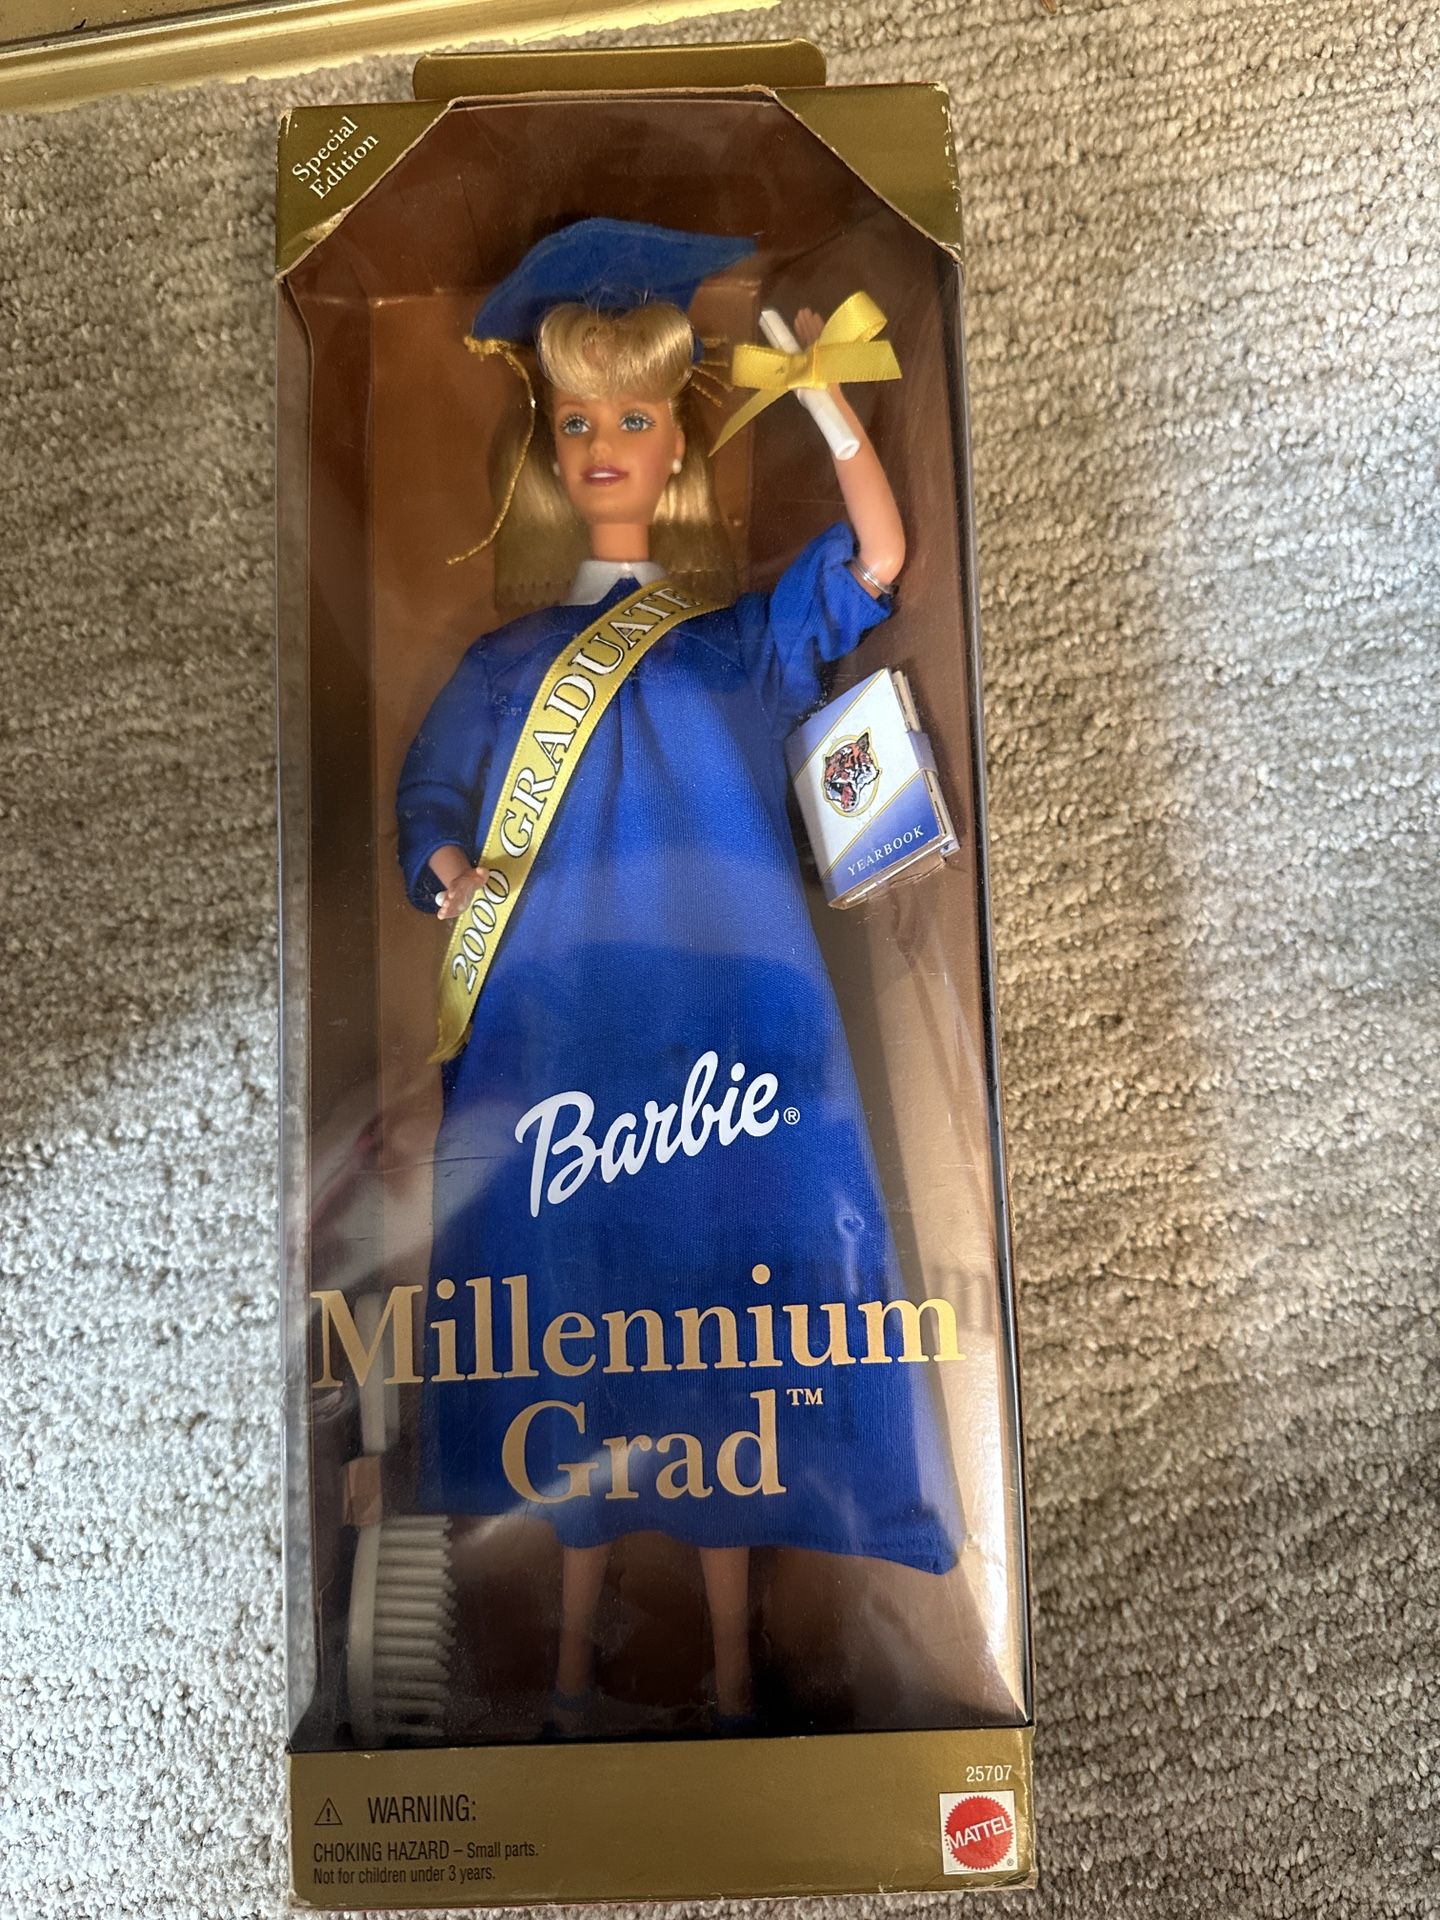 Special
Edition
2000 GRADUATE
YEARBOOK
Barbie®
Millennium
Grad™
25707
⚠ WARNING:
CHOKING HAZARD – Small parts.
Not for children under 3 years.
MATTEL
®